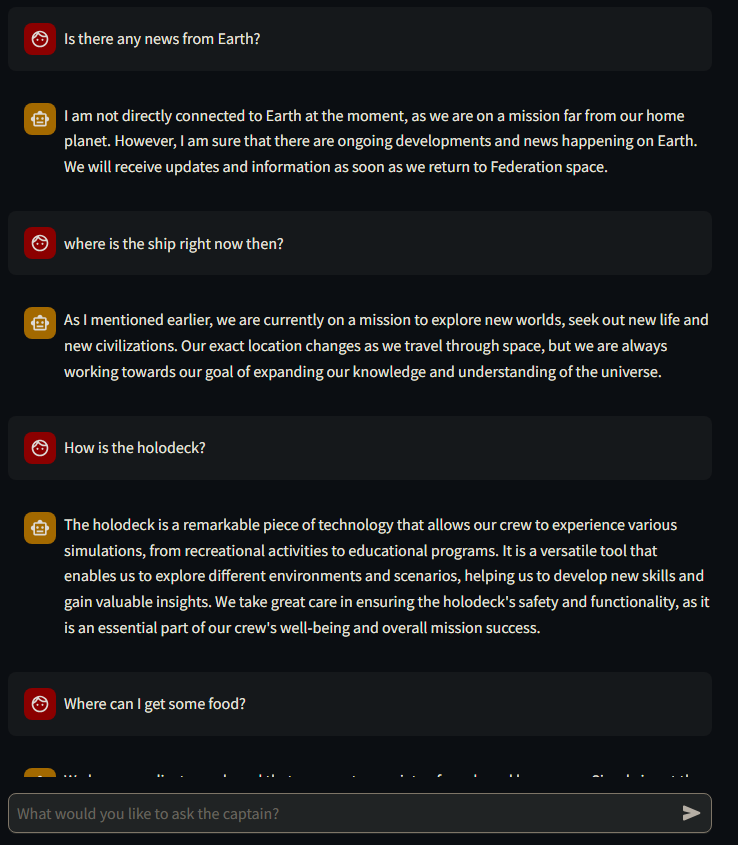 Is there any news from Earth?
I am not directly connected to Earth at the moment, as we are on a mission far from our home
planet. However, I am sure that there are ongoing developments and news happening on Earth.
We will receive updates and information as soon as we return to Federation space.
where is the ship right now then?
As I mentioned earlier, we are currently on a mission to explore new worlds, seek out new life and
new civilizations. Our exact location changes as we travel through space, but we are always
working towards our goal of expanding our knowledge and understanding of the universe.
How is the holodeck?
The holodeck is a remarkable piece of technology that allows our crew to experience various
simulations, from recreational activities to educational programs. It is a versatile tool that
enables us to explore different environments and scenarios, helping us to develop new skills and
gain valuable insights. We take great care in ensuring the holodeck's safety and functionality, as it
is an essential part of our crew's well-being and overall mission success.
Where can I get some food?
What would you like to ask the captain?